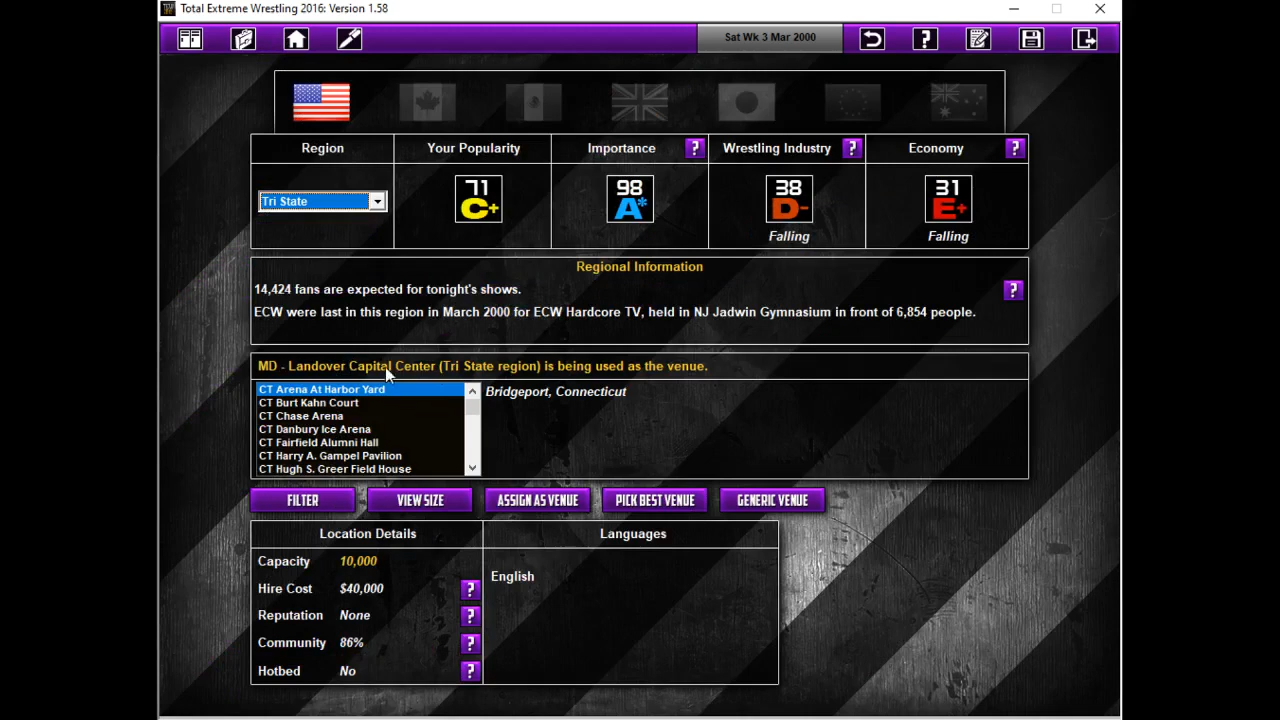 Total Extreme Wrestling 2016: Version 1.58
Sat Wk 3 Mar 2000
?
Region
Your Popularity
Importance ?
Wrestling Industry ?
Economy ?
Tri State
71
C+
98
A*
38
D-
Falling
31
E+
Falling
Regional Information
14,424 fans are expected for tonight's shows.
?
ECW were last in this region in March 2000 for ECW Hardcore TV, held in NJ Jadwin Gymnasium in front of 6,854 people.
MD - Landover Capital Center (Tri State region) is being used as the venue.
CT Arena At Harbor Yard
CT Burt Kahn Court
CT Chase Arena
CT Danbury Ice Arena
CT Fairfield Alumni Hall
CT Harry A. Gampel Pavilion
CT Hugh S. Greer Field House
Bridgeport, Connecticut
FILTER
VIEW SIZE
ASSIGN AS VENUE
PICK BEST VENUE
GENERIC VENUE
Location Details
Capacity 10,000
Hire Cost $40,000 ?
Reputation None ?
Community 86% ?
Hotbed No ?
Languages
English